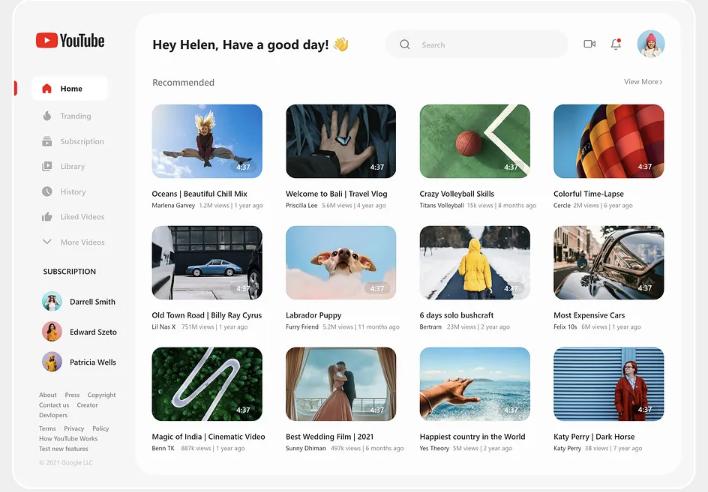 YouTube
Hey Helen, Have a good day! 👋
Search
Home
Recommended
View More>
Tranding
Subscription
Library
History
Liked Videos
More Videos
4:37
4:37
4:37
4:37
Oceans | Beautiful Chill Mix
Marlena Garvey 1.2M views | 1 year ago
Welcome to Bali | Travel Vlog
Priscilla Lee 5.6M views | 4 year ago
Crazy Volleyball Skills
Titans Volleyball 15k views | 8 months ago
Colorful Time-Lapse
Cercle 2M views | 6 year ago
SUBSCRIPTION
Darrell Smith
Edward Szeto
Patricia Wells
4:37
4:37
4:37
4:37
Old Town Road | Billy Ray Cyrus
Lil Nas X 751M views | 1 year ago
Labrador Puppy
Furry Friend 5.2M views | 11 months ago
6 days solo bushcraft
Bertram 23M views | 2 year ago
Most Expensive Cars
Felix 10s 6M views | 1 year ago
4:37
4:37
4:37
4:37
Magic of India | Cinematic Video
Benn TK 887k views | 1 year ago
Best Wedding Film | 2021
Sunny Dhiman 497k views | 6 months ago
Happiest country in the World
Yes Theory 5M views | 2 year ago
Katy Perry | Dark Horse
Katy Perry 3B views | 7 year ago
About Press Copyright
Contact us Creator
Devlopers
Terms Privacy Policy
How YouTube Works
Test new features
© 2021 Google LLC